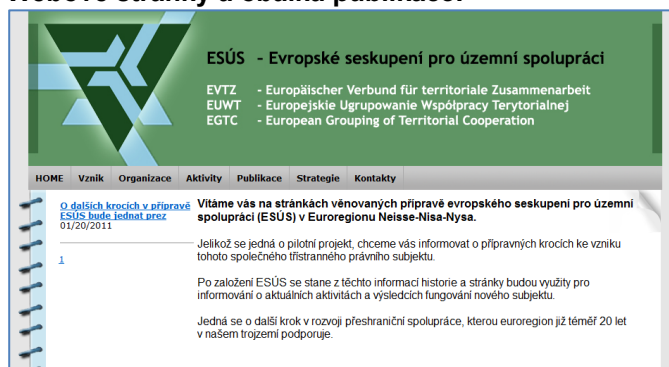 Webové stránky a obálka publikace:
ESÚS - Evropské seskupení pro územní spolupráci
EVTZ - Europäischer Verbund für territoriale Zusammenarbeit
EUWT - Europejskie Ugrupowanie Współpracy Terytorialnej
EGTC - European Grouping of Territorial Cooperation
HOME Vznik Organizace Aktivity Publikace Strategie Kontakty
O dalších krocích v přípravě
ESÚS bude jednat prez
01/20/2011
1
Vítáme vás na stránkách věnovaných přípravě evropského seskupení pro územní
spolupráci (ESÚS) v Euroregionu Neisse-Nisa-Nysa.
Jelikož se jedná o pilotní projekt, chceme vás informovat o přípravných krocích ke vzniku
tohoto společného třístranného právního subjektu.
Po založení ESÚS se stane z těchto informací historie a stránky budou využity pro
informování o aktuálních aktivitách a výsledcích fungování nového subjektu.
Jedná se o další krok v rozvoji přeshraniční spolupráce, kterou euroregion již téměř 20 let
v našem trojzemí podporuje.